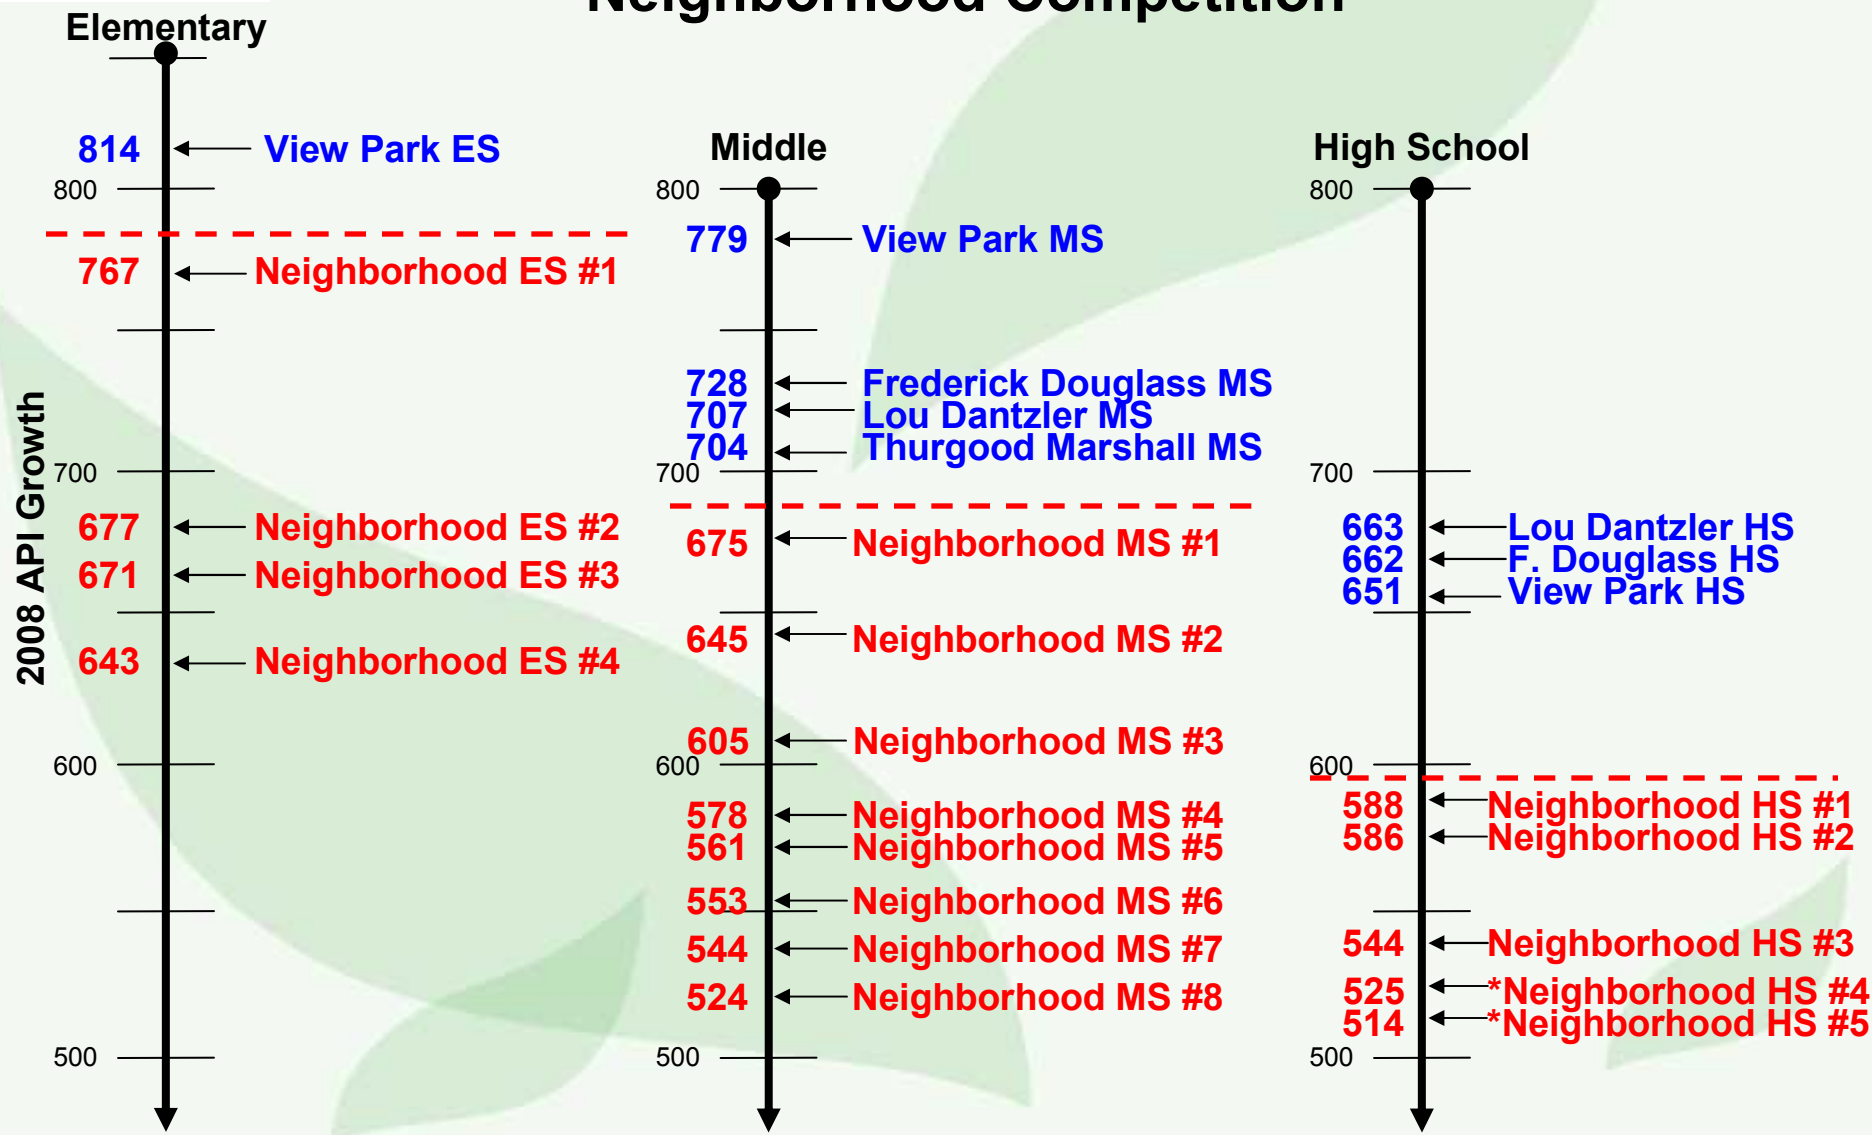 Neighborhood Competition
Elementary
2008 API Growth
814 View Park ES
800
767 Neighborhood ES #1
700
677 Neighborhood ES #2
671 Neighborhood ES #3
643 Neighborhood ES #4
600
500
Middle
800
779 View Park MS
728 Frederick Douglass MS
707 Lou Dantzler MS
704 Thurgood Marshall MS
700
675 Neighborhood MS #1
645 Neighborhood MS #2
605 Neighborhood MS #3
600
578 Neighborhood MS #4
561 Neighborhood MS #5
553 Neighborhood MS #6
544 Neighborhood MS #7
524 Neighborhood MS #8
500
High School
800
700
663 Lou Dantzler HS
662 F. Douglass HS
651 View Park HS
600
588 Neighborhood HS #1
586 Neighborhood HS #2
544 Neighborhood HS #3
525 *Neighborhood HS #4
514 *Neighborhood HS #5
500